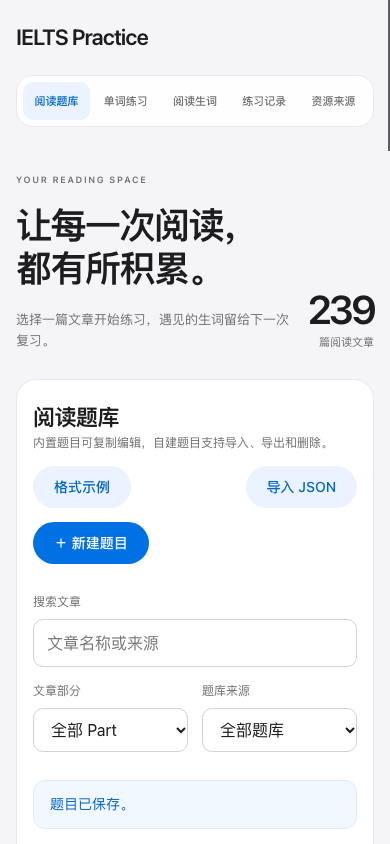 IELTS Practice
阅读题库 单词练习 阅读生词 练习记录 资源来源
YOUR READING SPACE
让每一次阅读，
都有所积累。
选择一篇文章开始练习，遇见的生词留给下一次
复习。
239
篇阅读文章
阅读题库
内置题目可复制编辑，自建题目支持导入、导出和删除。
格式示例 导入 JSON
＋ 新建题目
搜索文章
文章名称或来源
文章部分 题库来源
全部 Part 全部题库
题目已保存。